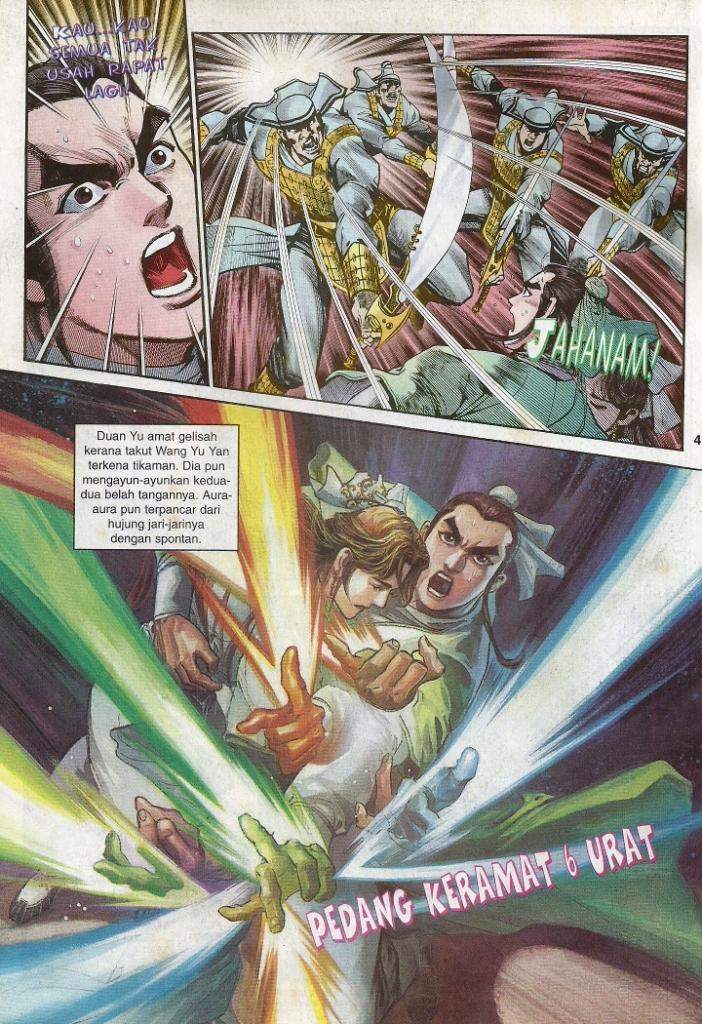 KAU...KAU
SEMUA TAK
USAH RAPAT
LAGI!
JAHANAM!
4
Duan Yu amat gelisah
kerana takut Wang Yu Yan
terkena tikaman. Dia pun
mengayun-ayunkan kedua-
dua belah tangannya. Aura-
aura pun terpancar dari
hujung jari-jarinya
dengan spontan.
PEDANG KERAMAT 6 URAT